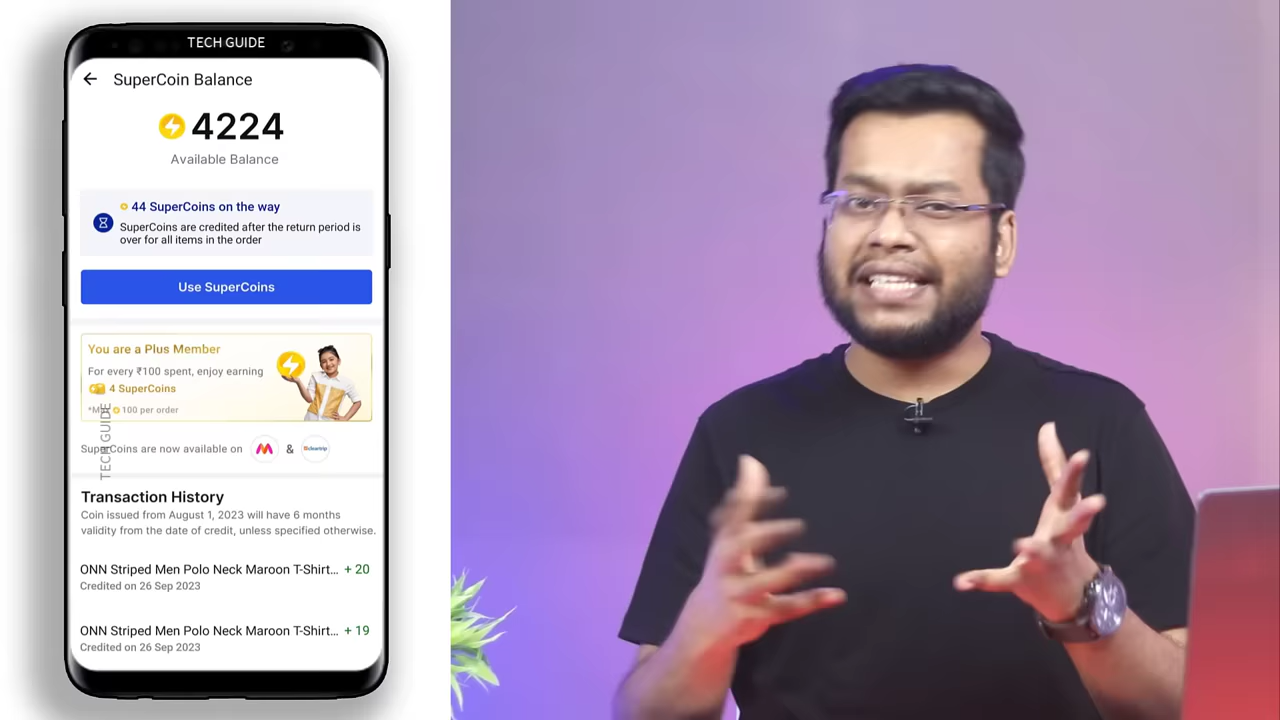 TECH GUIDE
SuperCoin Balance
4224
Available Balance
44 SuperCoins on the way
SuperCoins are credited after the return period is
over for all items in the order
Use SuperCoins
You are a Plus Member
For every ₹100 spent, enjoy earning
4 SuperCoins
100 per order
TECH GUIDE
SuperCoins are now available on
&
cleartrip
Transaction History
Coin issued from August 1, 2023 will have 6 months
validity from the date of credit, unless specified otherwise.
ONN Striped Men Polo Neck Maroon T-Shirt... + 20
Credited on 26 Sep 2023
ONN Striped Men Polo Neck Maroon T-Shirt... + 19
Credited on 26 Sep 2023